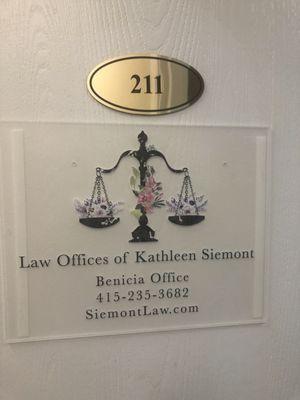 211
Law Offices of Kathleen Siemont
Benicia Office
415-235-3682
SiemontLaw.com